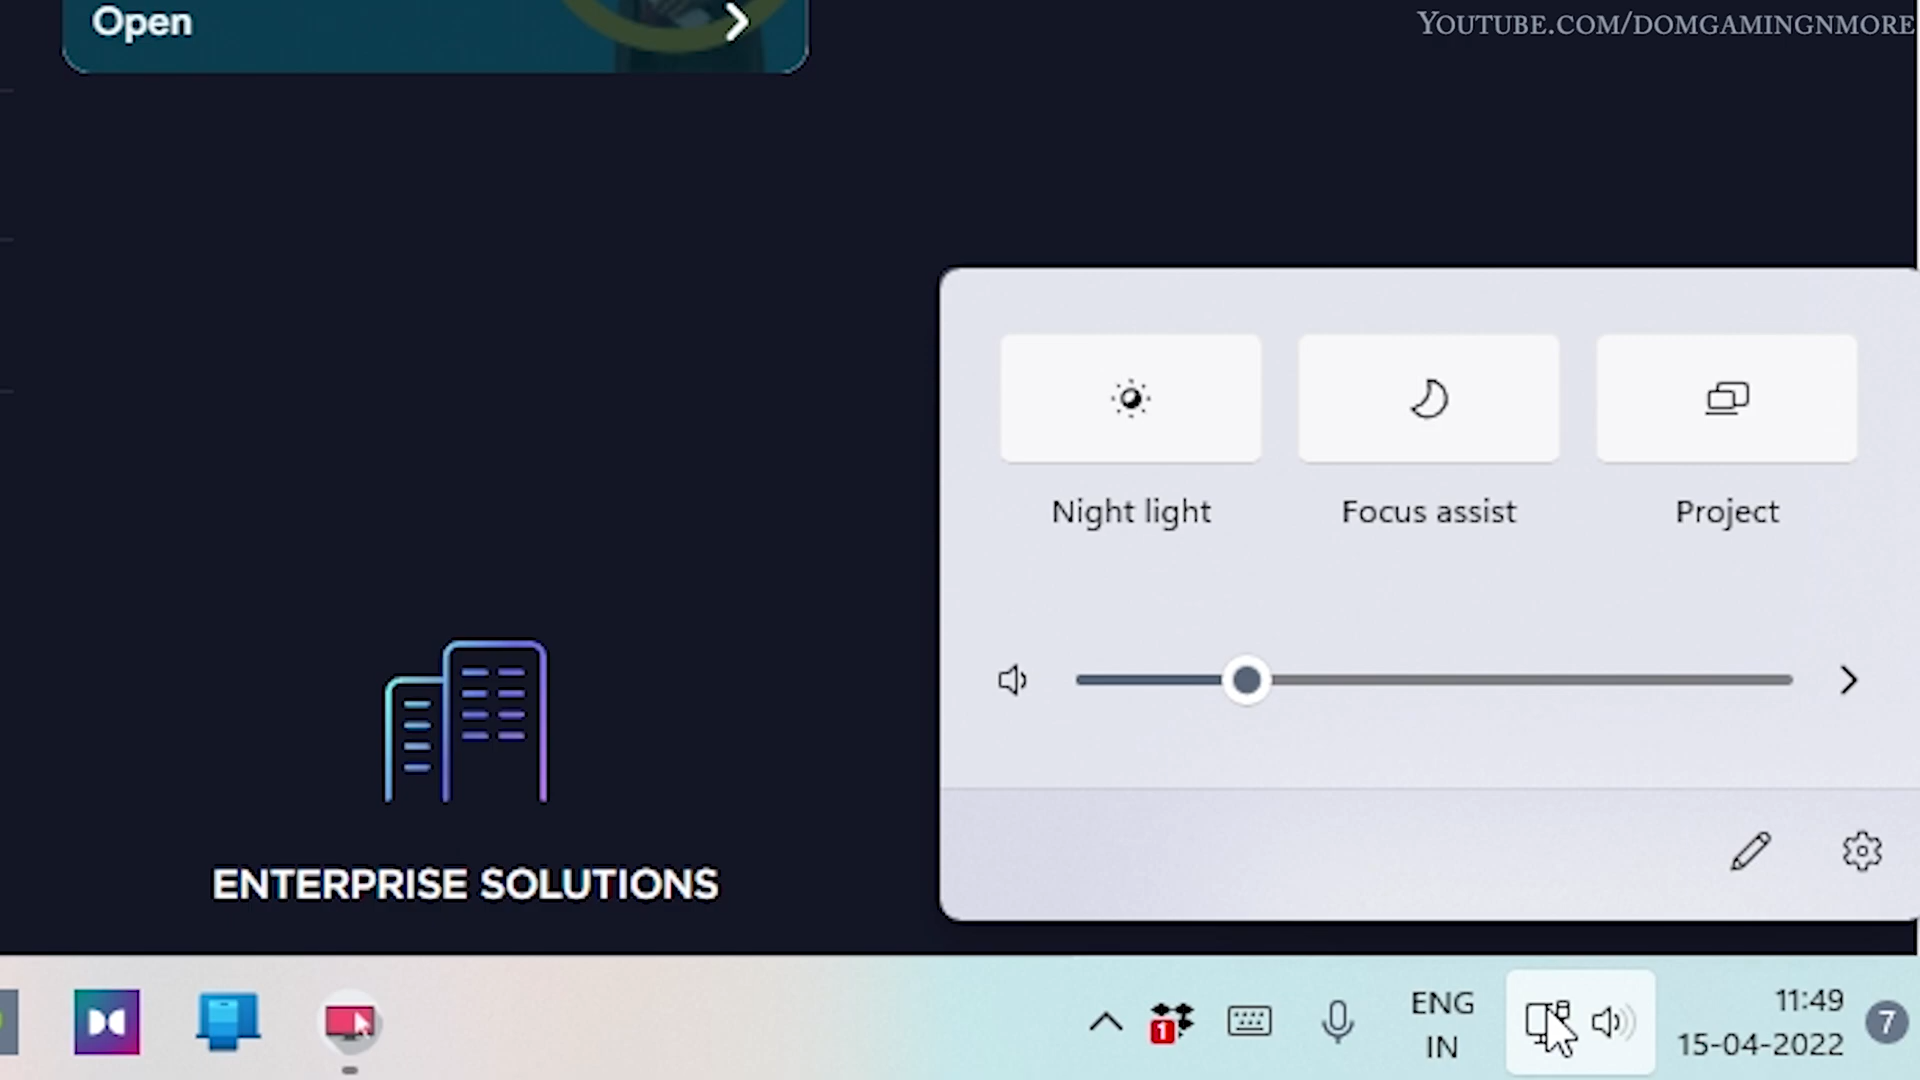 Open
YOUTUBE.COM/DOMGAMINGNMORE
Night light
Focus assist
Project
ENTERPRISE SOLUTIONS
1
ENG
IN
11:49
15-04-2022
7